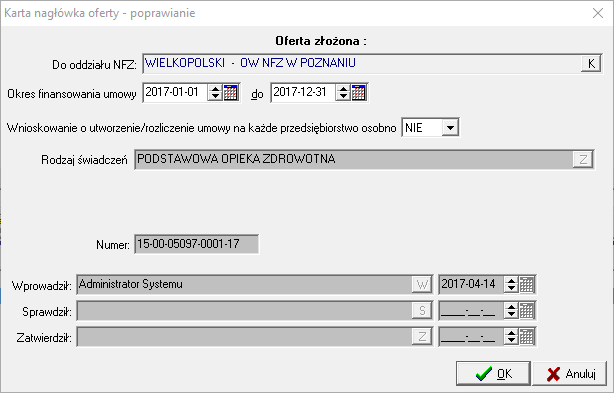 Karta nagłówka oferty - poprawianie
Oferta złożona :
Do oddziału NFZ: WIELKOPOLSKI - OW NFZ W POZNANIU K
Okres finansowania umowy 2017-01-01 do 2017-12-31
Wnioskowanie o utworzenie/rozliczenie umowy na każde przedsiębiorstwo osobno NIE
Rodzaj świadczeń PODSTAWOWA OPIEKA ZDROWOTNA Z
Numer: 15-00-05097-0001-17
Wprowadził: Administrator Systemu W 2017-04-14
Sprawdził: S ____-__-__
Zatwierdził: Z ____-__-__
OK Anuluj